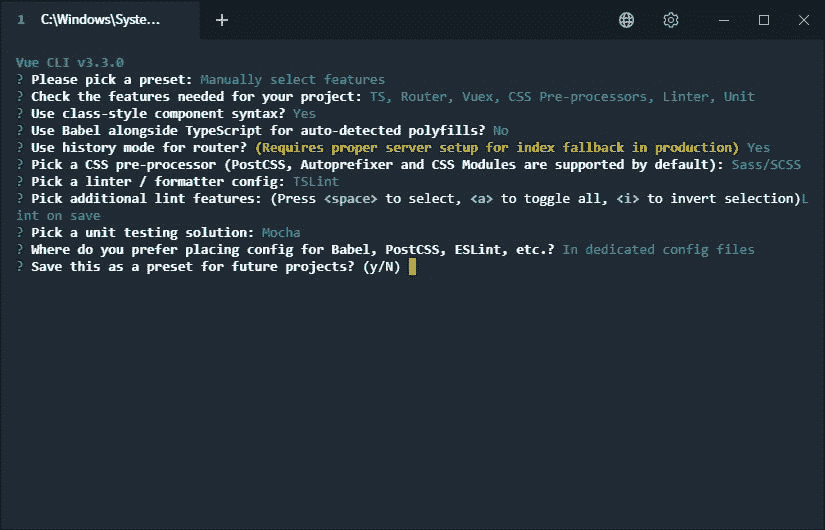 1 C:\Windows\Syste...
Vue CLI v3.3.0
? Please pick a preset: Manually select features
? Check the features needed for your project: TS, Router, Vuex, CSS Pre-processors, Linter, Unit
? Use class-style component syntax? Yes
? Use Babel alongside TypeScript for auto-detected polyfills? No
? Use history mode for router? (Requires proper server setup for index fallback in production) Yes
? Pick a CSS pre-processor (PostCSS, Autoprefixer and CSS Modules are supported by default): Sass/SCSS
? Pick a linter / formatter config: TSLint
? Pick additional lint features: (Press <space> to select, <a> to toggle all, <i> to invert selection)L
int on save
? Pick a unit testing solution: Mocha
? Where do you prefer placing config for Babel, PostCSS, ESLint, etc.? In dedicated config files
? Save this as a preset for future projects? (y/N)